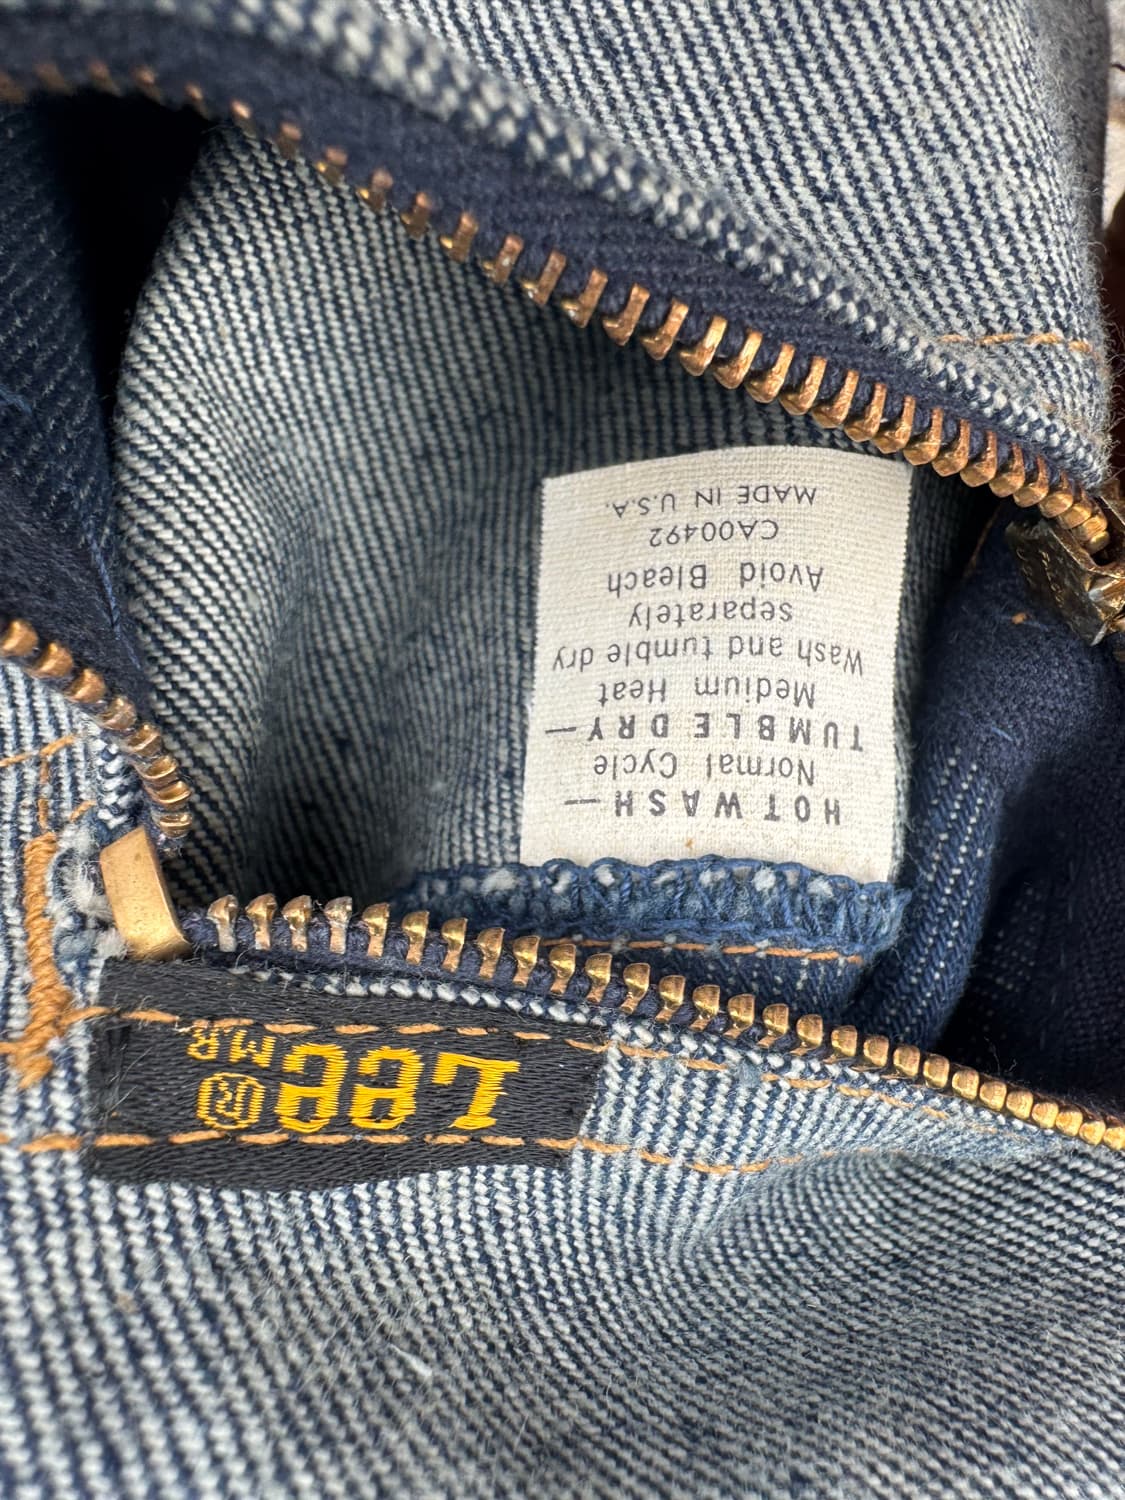 HOT WASH—
Normal Cycle
TUMBLE DRY—
Medium Heat
Wash and tumble dry
separately
Avoid Bleach
CA00492
MADE IN U.S.A.
Lee®
MR